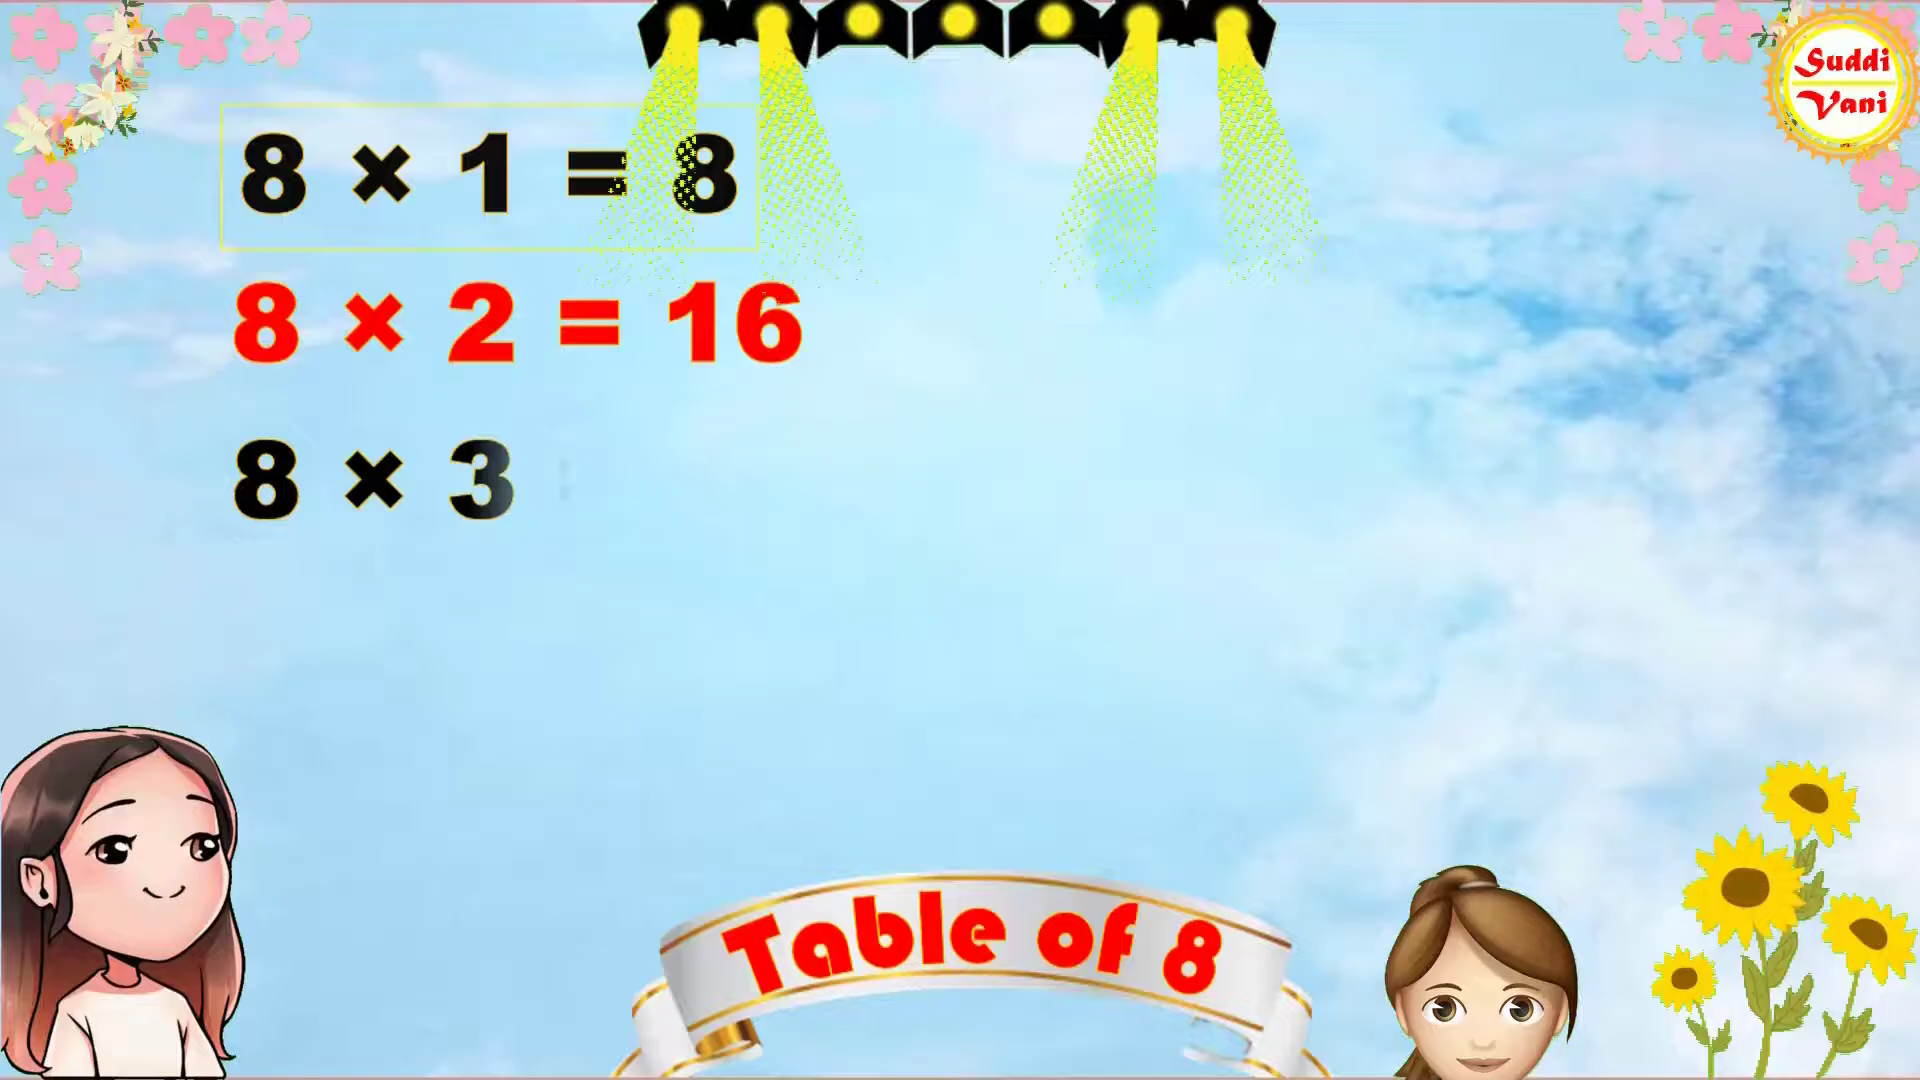 Suddi
Vani
8 × 1 = 8
8 × 2 = 16
8 × 3
Table of 8